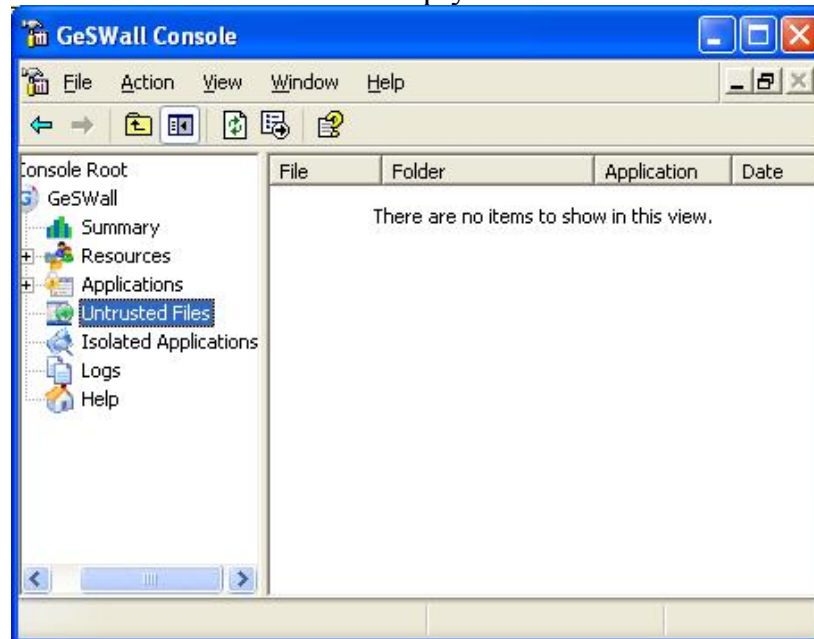 GeSWall Console
File Action View Window Help
Console Root
GeSWall
Summary
Resources
Applications
Untrusted Files
Isolated Applications
Logs
Help
File Folder Application Date
There are no items to show in this view.